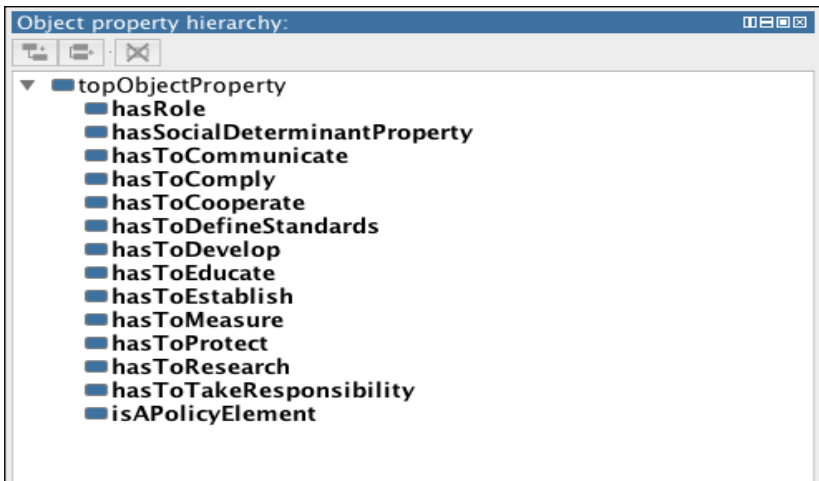 Object property hierarchy:
topObjectProperty
hasRole
hasSocialDeterminantProperty
hasToCommunicate
hasToComply
hasToCooperate
hasToDefineStandards
hasToDevelop
hasToEducate
hasToEstablish
hasToMeasure
hasToProtect
hasToResearch
hasToTakeResponsibility
isAPolicyElement